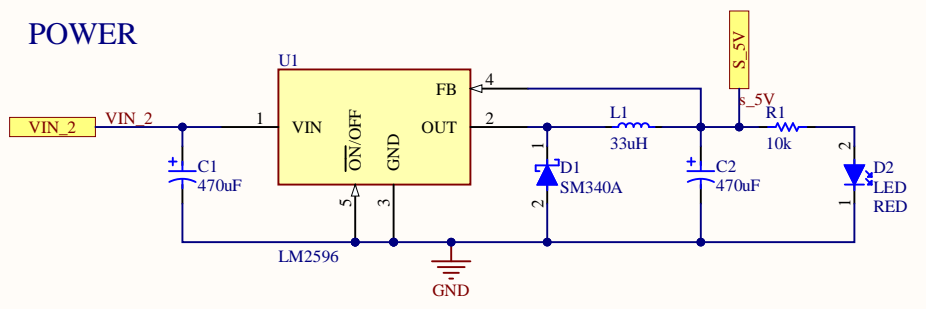 POWER
U1
S_5V
VIN_2
VIN_2
1
VIN
ON/OFF
GND
FB
OUT
4
2
5
3
LM2596
C1
470uF
L1
33uH
1
D1
SM340A
2
C2
470uF
s_5V
R1
10k
2
D2
LED
RED
1
GND